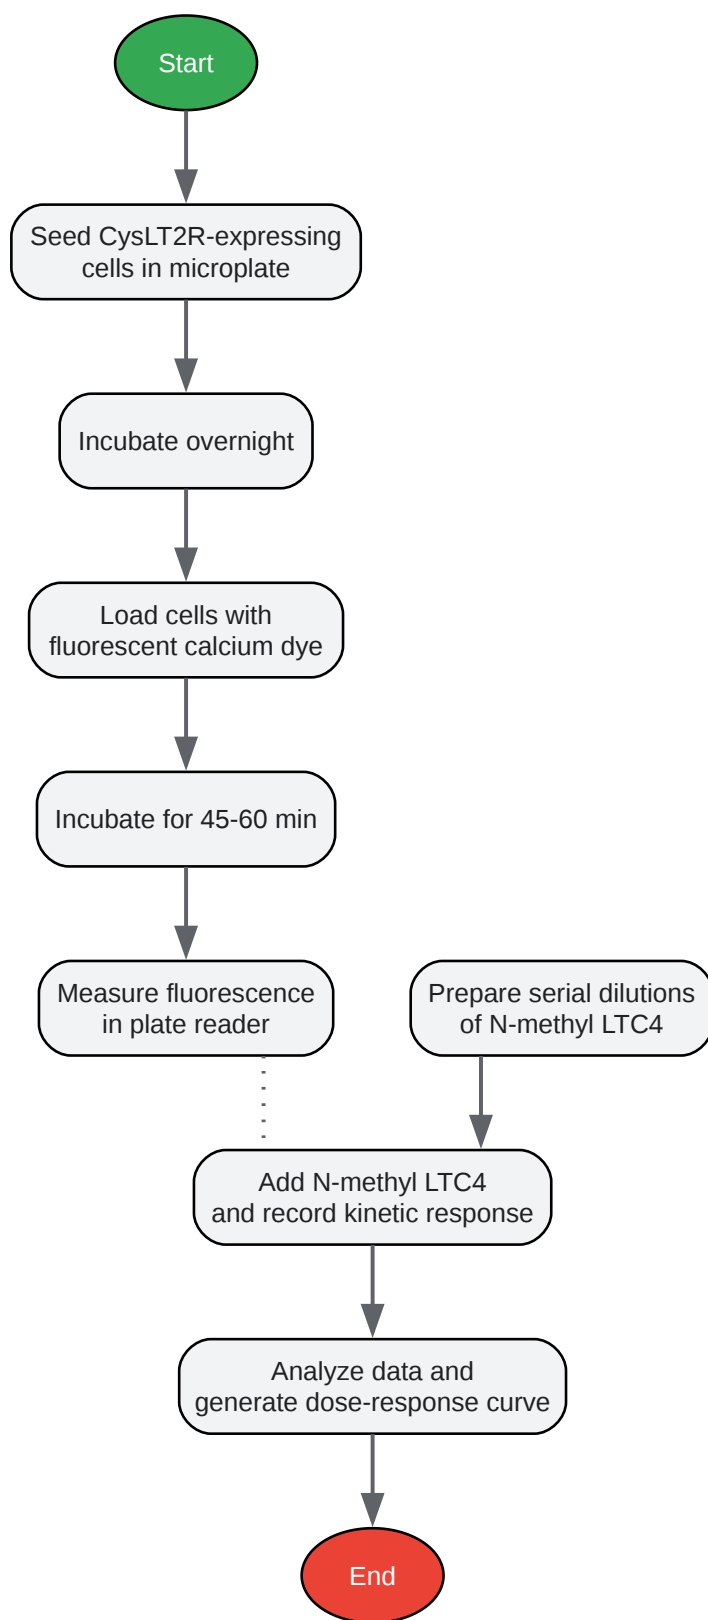 Start
Seed CysLT2R-expressing
cells in microplate
Incubate overnight
Load cells with
fluorescent calcium dye
Incubate for 45-60 min
Measure fluorescence
in plate reader
Prepare serial dilutions
of N-methyl LTC4
Add N-methyl LTC4
and record kinetic response
Analyze data and
generate dose-response curve
End